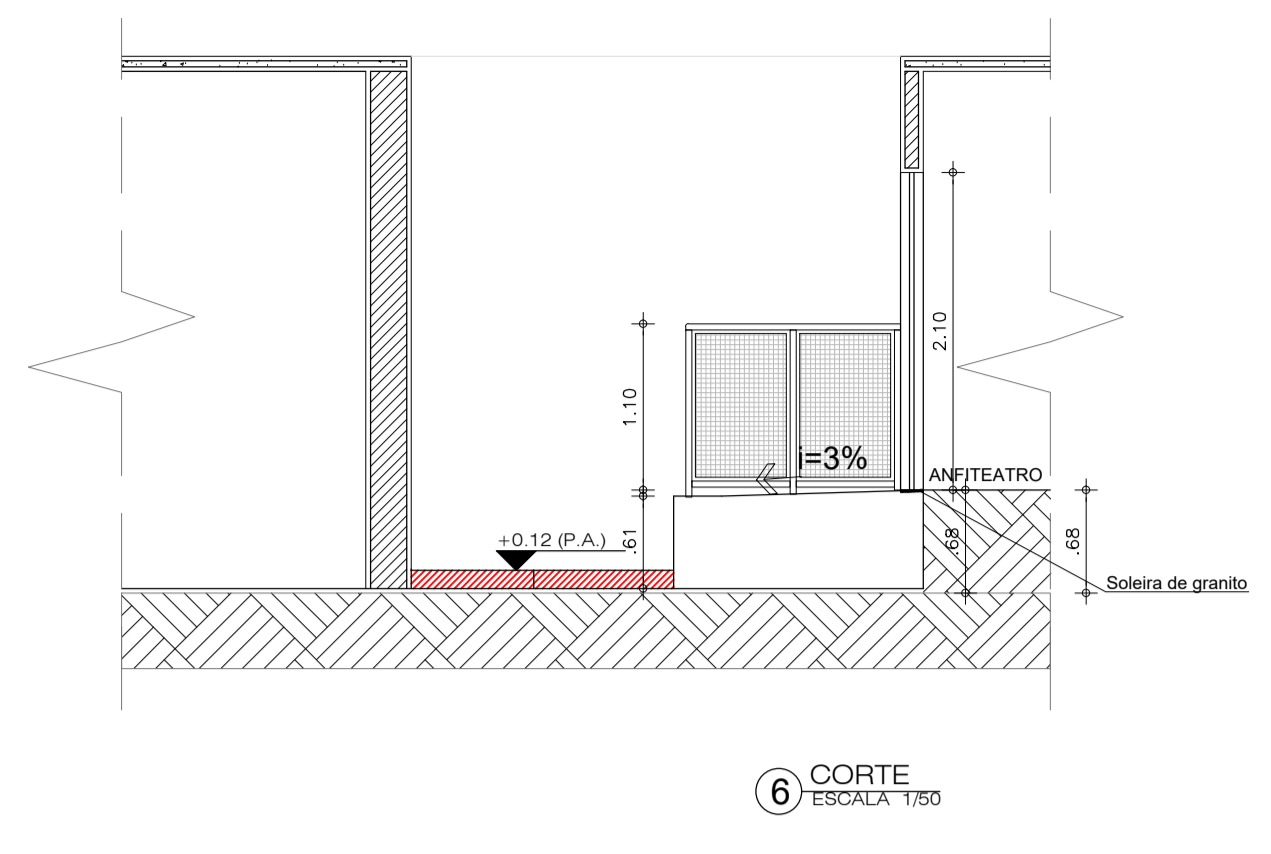 2.10
1.10
i=3%
ANFITEATRO
+0.12 (P.A.)
.61
.68
.68
Soleira de granito
6
CORTE
ESCALA 1/50